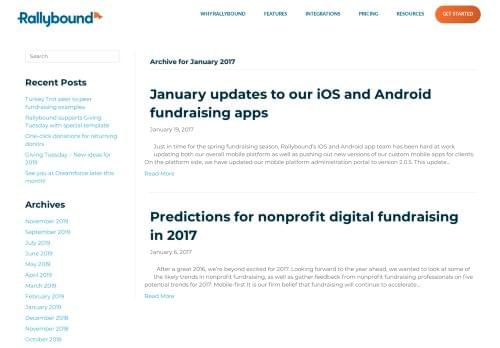 Rallybound
WHY RALLYBOUND
FEATURES
INTEGRATIONS
PRICING
RESOURCES
GET STARTED
Search
Recent Posts
Turkey Trot peer to peer
fundraising examples
Rallybound supports Giving
Tuesday with special template
One-click donations for returning
donors
Giving Tuesday – New ideas for
2019
See you at Dreamforce later this
month!
Archives
November 2019
September 2019
July 2019
June 2019
May 2019
April 2019
March 2019
February 2019
January 2019
December 2018
November 2018
October 2018
Archive for January 2017
January updates to our iOS and Android
fundraising apps
January 19, 2017
Just in time for the spring fundraising season, Rallybound's iOS and Android app team has been hard at work
updating both our overall mobile platform as well as pushing out new versions of our custom mobile apps for clients.
On the platform side, we have updated our mobile platform administration portal to version 2.0.5. This update...
Read More
Predictions for nonprofit digital fundraising
in 2017
January 6, 2017
After a great 2016, we're beyond excited for 2017. Looking forward to the year ahead, we wanted to look at some of
the likely trends in nonprofit fundraising, as well as gather feedback from nonprofit fundraising professionals on five
potential trends for 2017. Mobile-first It is our firm belief that fundraising will continue to accelerate...
Read More